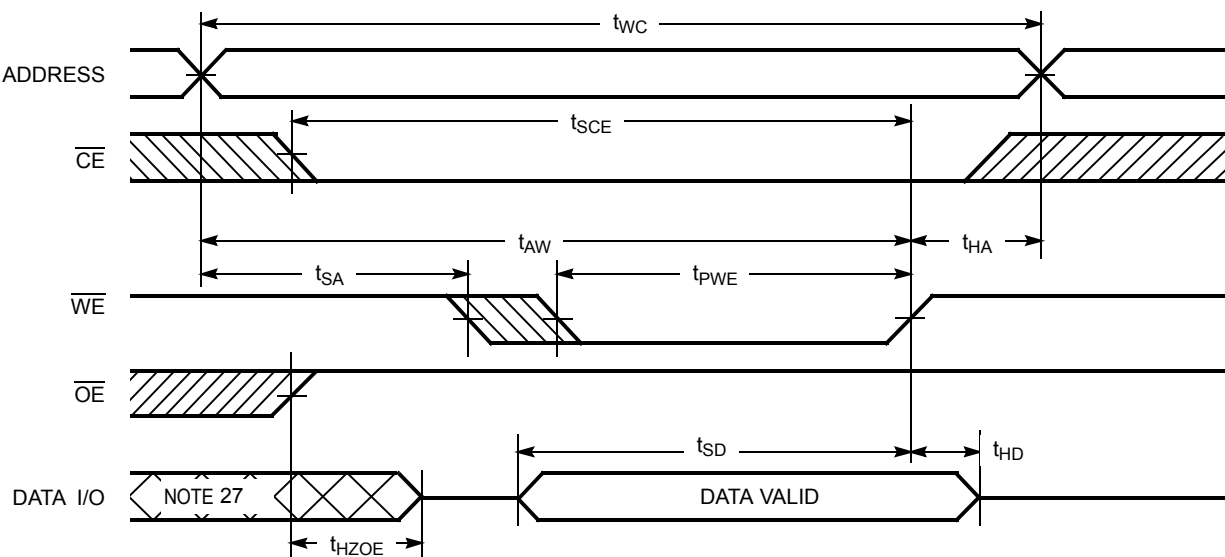 tWC
ADDRESS
tSCE
CE
tAW
tHA
tSA
tPWE
WE
OE
tSD
tHD
DATA I/O
NOTE 27
DATA VALID
tHZOE